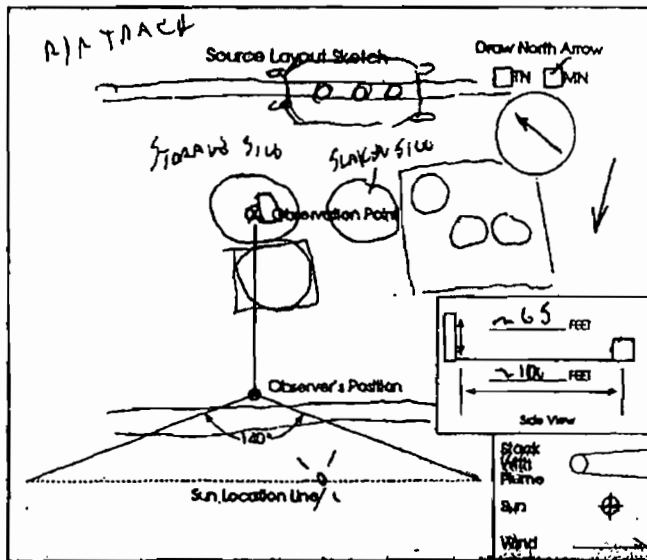 R/R TRACK
Source Layout Sketch
Draw North Arrow
TN MN
STORAGE SILO
SLAKER SILO
Observation Point
~65 FEET
FEET
Side View
Observer's Position
140°
Sun Location Line
Stack
With
Plume
Sun
Wind